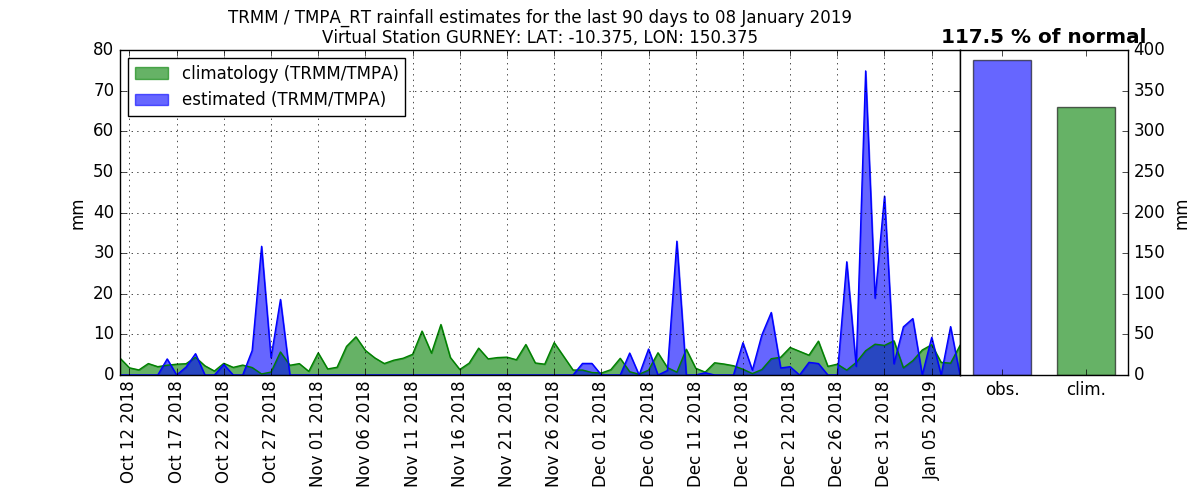 TRMM / TMPA_RT rainfall estimates for the last 90 days to 08 January 2019
Virtual Station GURNEY: LAT: -10.375, LON: 150.375
117.5 % of normal
climatology (TRMM/TMPA)
estimated (TRMM/TMPA)
80
70
60
50
40
30
20
10
0
mm
Oct 12 2018
Oct 17 2018
Oct 22 2018
Oct 27 2018
Nov 01 2018
Nov 06 2018
Nov 11 2018
Nov 16 2018
Nov 21 2018
Nov 26 2018
Dec 01 2018
Dec 06 2018
Dec 11 2018
Dec 16 2018
Dec 21 2018
Dec 26 2018
Dec 31 2018
Jan 05 2019
400
350
300
250
200
150
100
50
0
mm
obs.
clim.